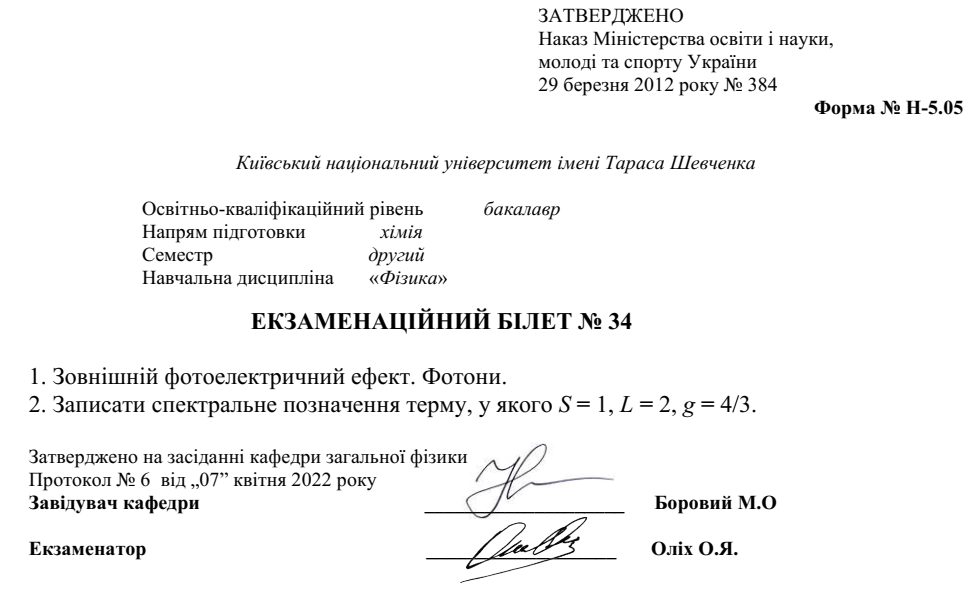 ЗАТВЕРДЖЕНО
Наказ Міністерства освіти і науки,
молоді та спорту України
29 березня 2012 року № 384
Форма № Н-5.05
Київський національний університет імені Тараса Шевченка
Освітньо-кваліфікаційний рівень бакалавр
Напрям підготовки хімія
Семестр другий
Навчальна дисципліна «Фізика»
ЕКЗАМЕНАЦІЙНИЙ БІЛЕТ № 34
1. Зовнішній фотоелектричний ефект. Фотони.
2. Записати спектральне позначення терму, у якого S = 1, L = 2, g = 4/3.
Затверджено на засіданні кафедри загальної фізики
Протокол № 6 від „07” квітня 2022 року
Завідувач кафедри ____________________ Боровий М.О
Екзаменатор ____________________ Оліх О.Я.